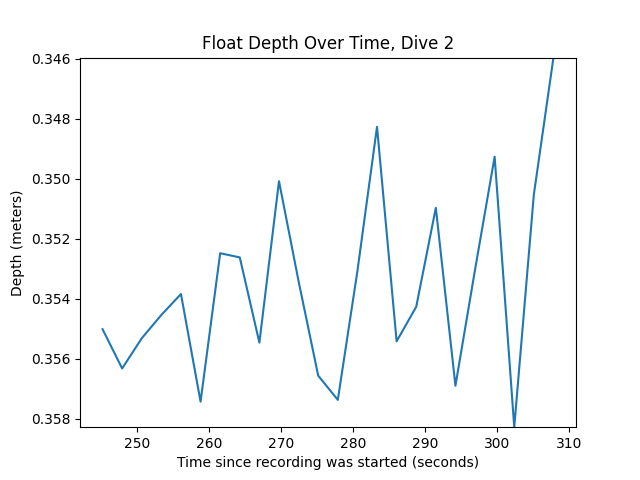 Float Depth Over Time, Dive 2
0.346
0.348
0.350
0.352
0.354
0.356
0.358
Depth (meters)
250 260 270 280 290 300 310
Time since recording was started (seconds)